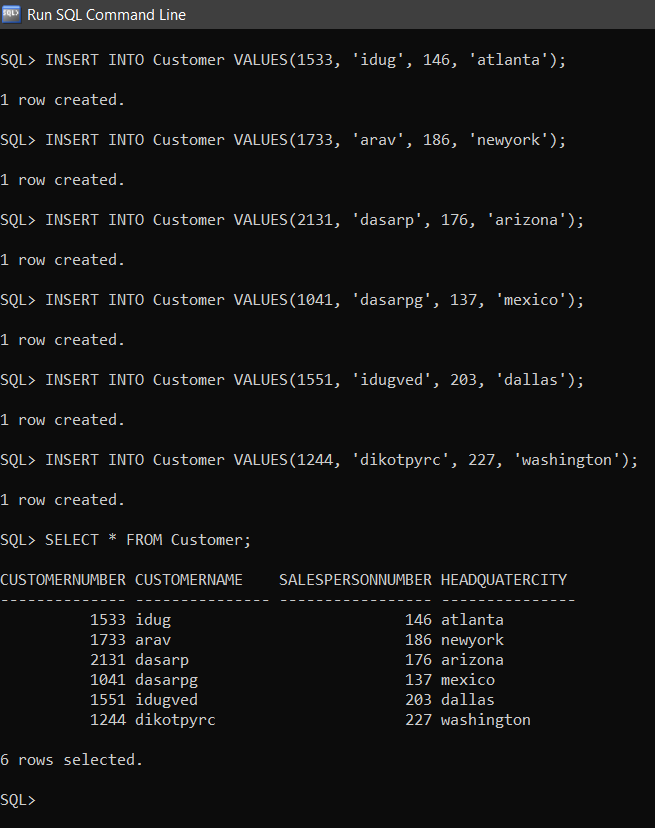 Run SQL Command Line
SQL> INSERT INTO Customer VALUES(1533, 'idug', 146, 'atlanta');
1 row created.
SQL> INSERT INTO Customer VALUES(1733, 'arav', 186, 'newyork');
1 row created.
SQL> INSERT INTO Customer VALUES(2131, 'dasarp', 176, 'arizona');
1 row created.
SQL> INSERT INTO Customer VALUES(1041, 'dasarpg', 137, 'mexico');
1 row created.
SQL> INSERT INTO Customer VALUES(1551, 'idugved', 203, 'dallas');
1 row created.
SQL> INSERT INTO Customer VALUES(1244, 'dikotpyrc', 227, 'washington');
1 row created.
SQL> SELECT * FROM Customer;
CUSTOMERNUMBER CUSTOMERNAME    SALESPERSONNUMBER HEADQUATERCITY
-------------- --------------- ----------------- ---------------
          1533 idug                          146 atlanta
          1733 arav                          186 newyork
          2131 dasarp                        176 arizona
          1041 dasarpg                       137 mexico
          1551 idugved                       203 dallas
          1244 dikotpyrc                     227 washington
6 rows selected.
SQL>